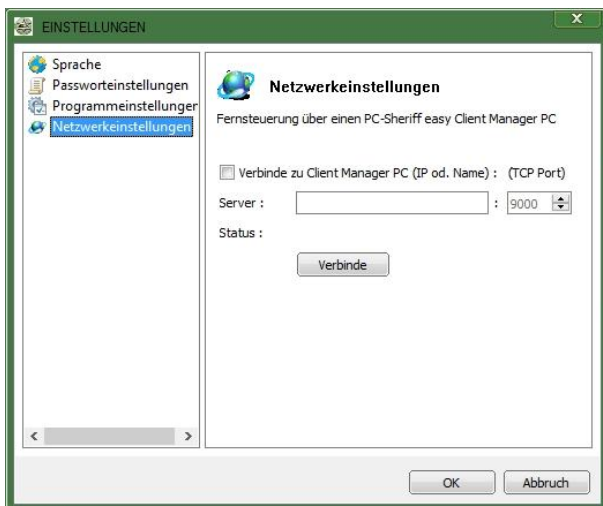 EINSTELLUNGEN
x
Sprache
Passworteinstellungen
Programmeinstellunger
Netzwerkeinstellungen
Netzwerkeinstellungen
Fernsteuerung über einen PC-Sheriff easy Client Manager PC
Verbinde zu Client Manager PC (IP od. Name) : (TCP Port)
Server : : 9000
Status :
Verbinde
OK Abbruch